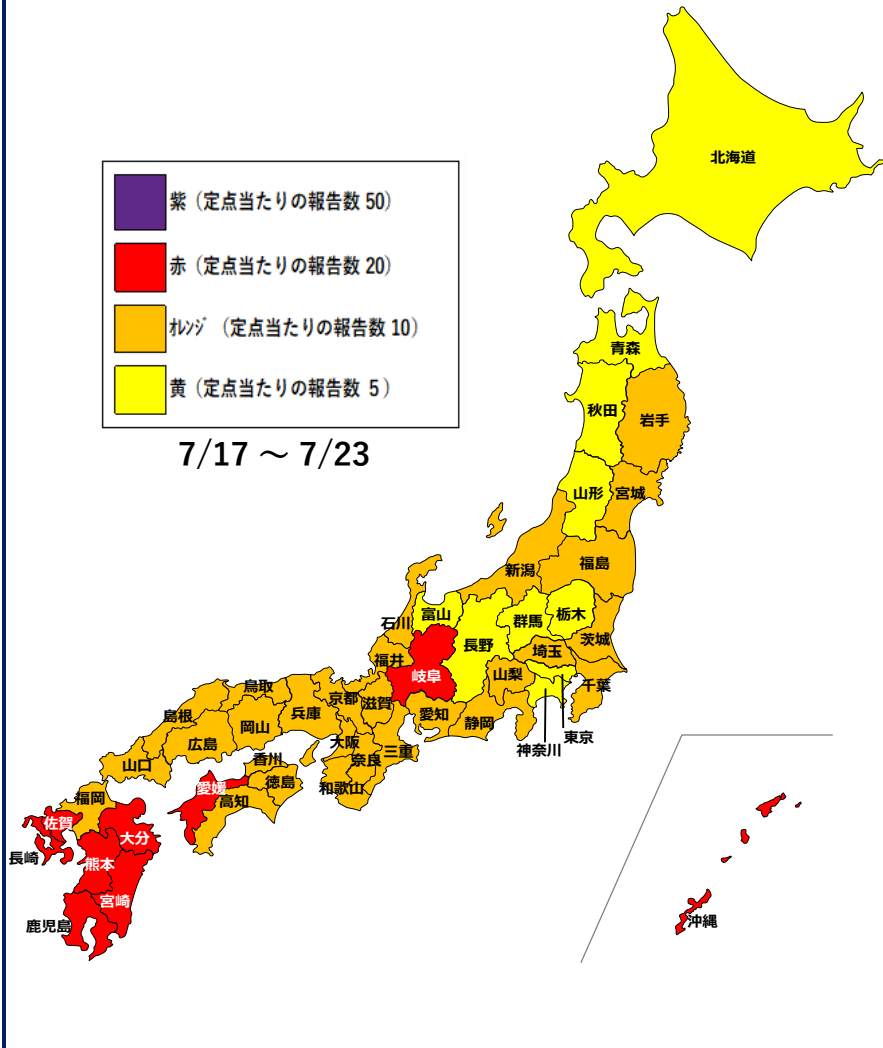 北海道
紫（定点当たりの報告数 50）
赤（定点当たりの報告数 20）
ｵﾚﾝｼﾞ（定点当たりの報告数 10）
黄（定点当たりの報告数 5）
7/17 ～ 7/23
青森
秋田
岩手
山形
宮城
新潟
福島
富山
群馬
栃木
石川
長野
茨城
埼玉
福井
岐阜
山梨
千葉
鳥取
京都
滋賀
島根
兵庫
愛知
静岡
岡山
広島
大阪
三重
神奈川
東京
山口
香川
奈良
愛媛
徳島
和歌山
福岡
高知
佐賀
大分
長崎
熊本
宮崎
鹿児島
沖縄